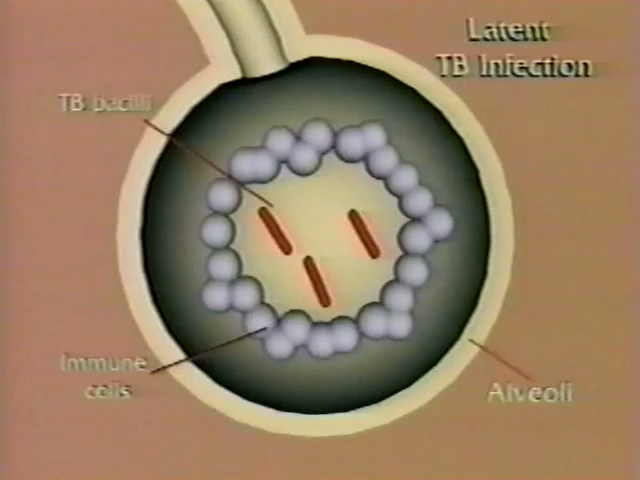 Latent
TB Infection
TB bacilli
Immune
cells
Alveoli